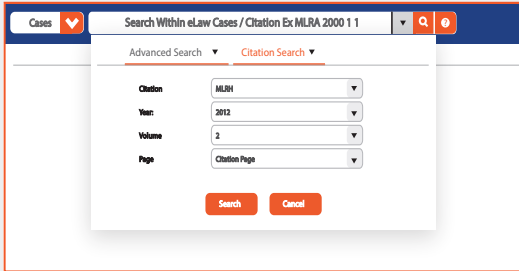 Cases Search Within eLaw Cases / Citation Ex MLRA 2000 1 1
Advanced Search Citation Search
Citation MLRH
Year: 2012
Volume 2
Page Citation Page
Search Cancel